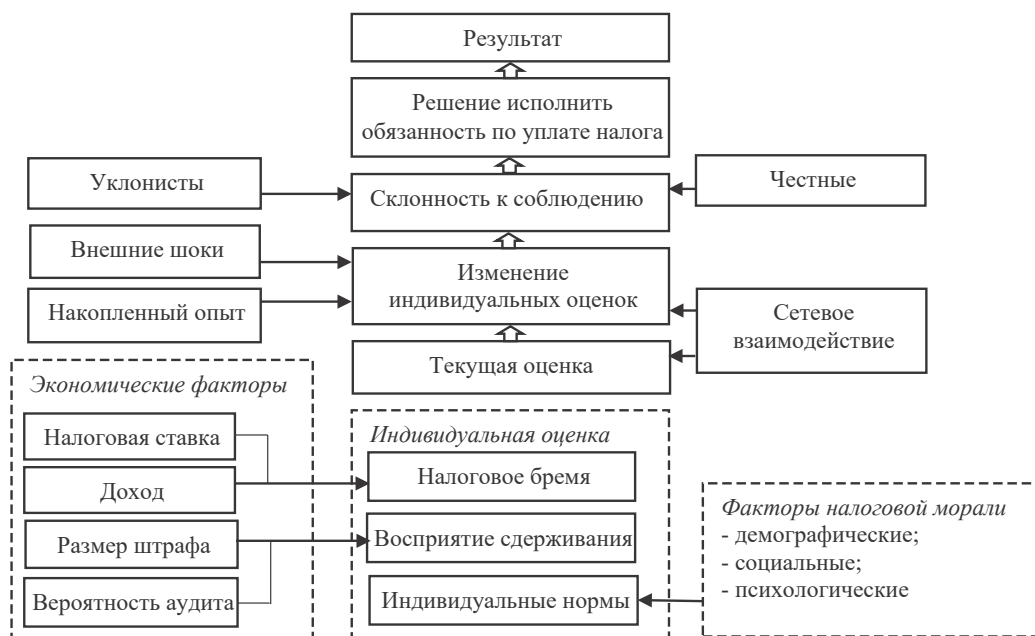 Результат
Решение исполнить
обязанность по уплате налога
Уклонисты
Склонность к соблюдению
Честные
Внешние шоки
Изменение
индивидуальных оценок
Накопленный опыт
Сетевое
взаимодействие
Текущая оценка
Экономические факторы
Налоговая ставка
Доход
Размер штрафа
Вероятность аудита
Индивидуальная оценка
Налоговое бремя
Восприятие сдерживания
Индивидуальные нормы
Факторы налоговой морали
- демографические;
- социальные;
- психологические